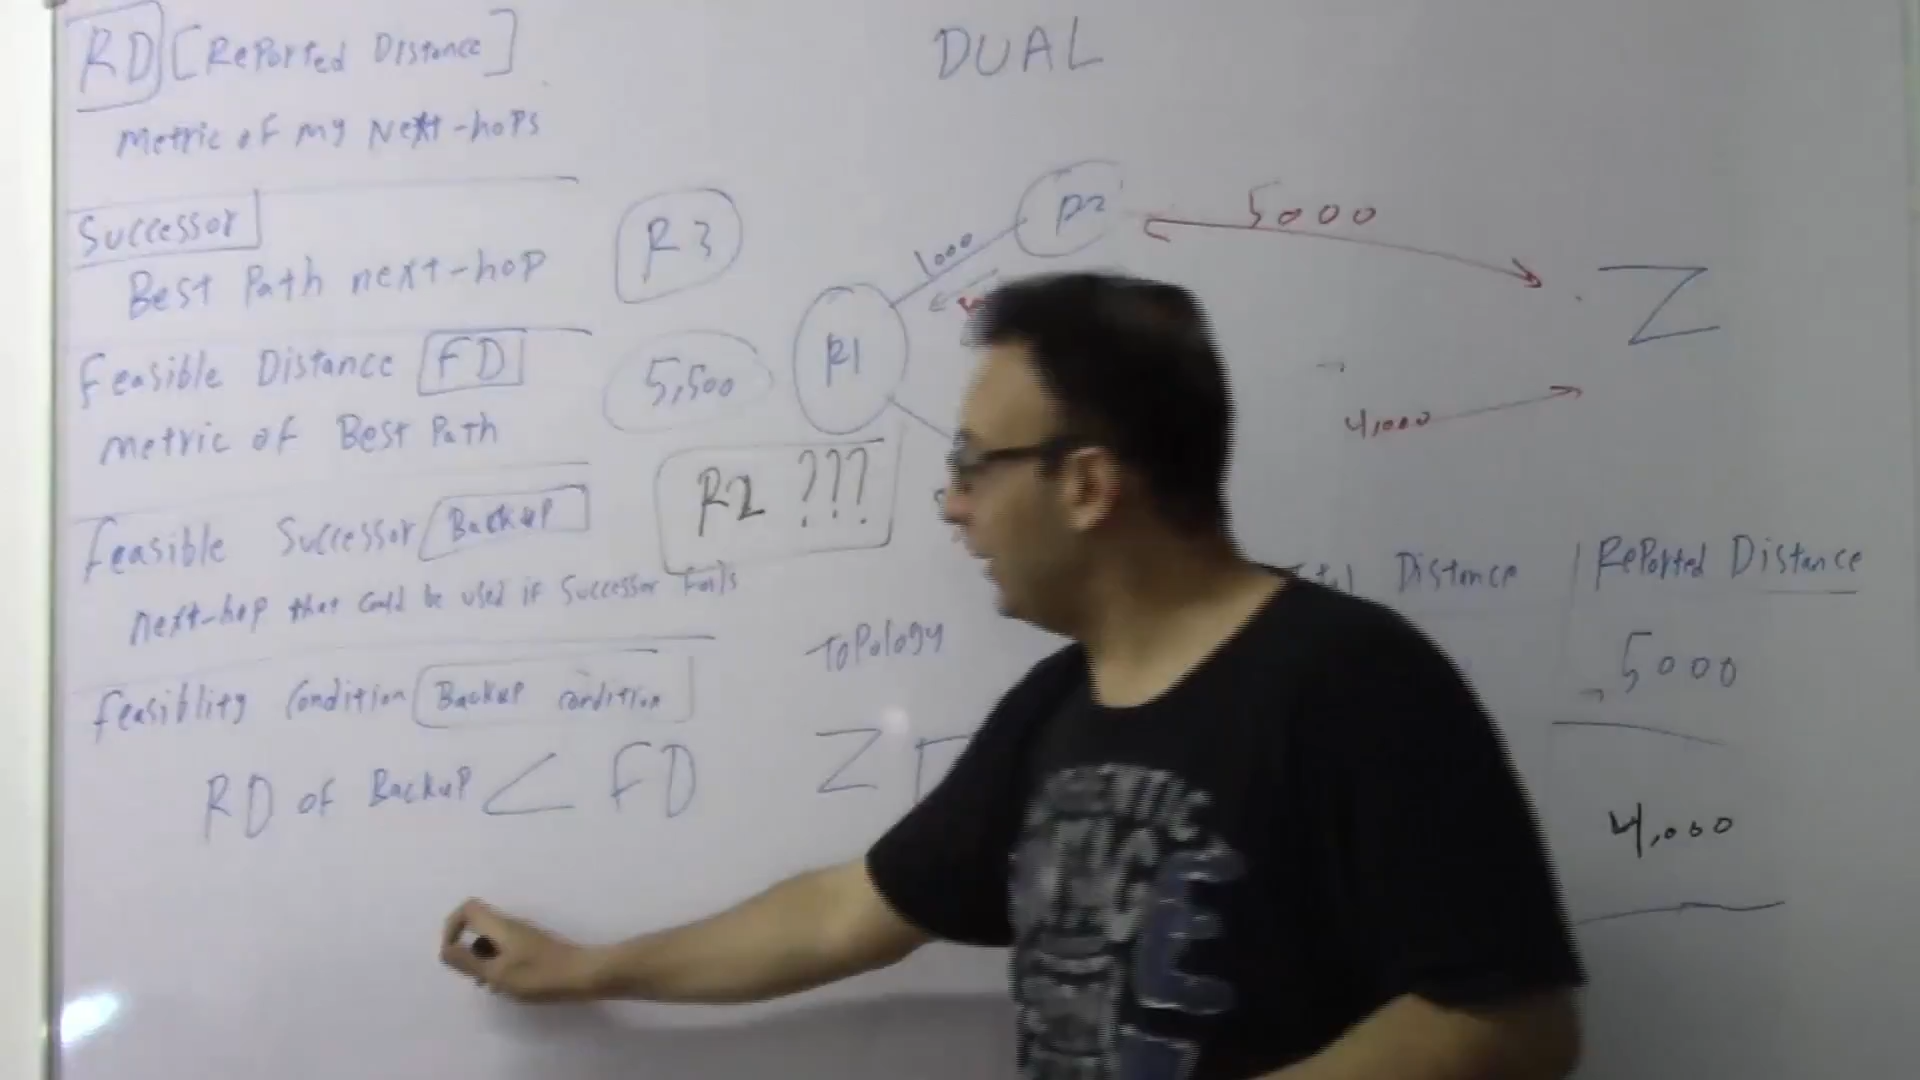 RD [RePorted Distance]
metric of my Next-hops
Successor
Best Path next-hop
R3
Feasible Distance FD
metric of Best Path
5,500
Feasible Successor Backup
R2 ???
next-hop that could be used if Successor Fails
feasiblity Condition Backup condition
RD of Backup < FD
DUAL
R2
1000
R1
5000
Z
4,000
ToPology
Z
Distance
RePorted Distance
5000
4,000